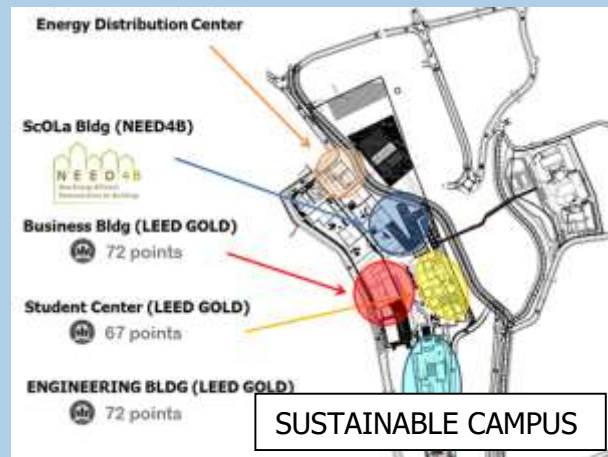 Energy Distribution Center
ScOLa Bldg (NEED4B)
NEED4B
Business Bldg (LEED GOLD)
72 points
Student Center (LEED GOLD)
67 points
ENGINEERING BLDG (LEED GOLD)
72 points
SUSTAINABLE CAMPUS